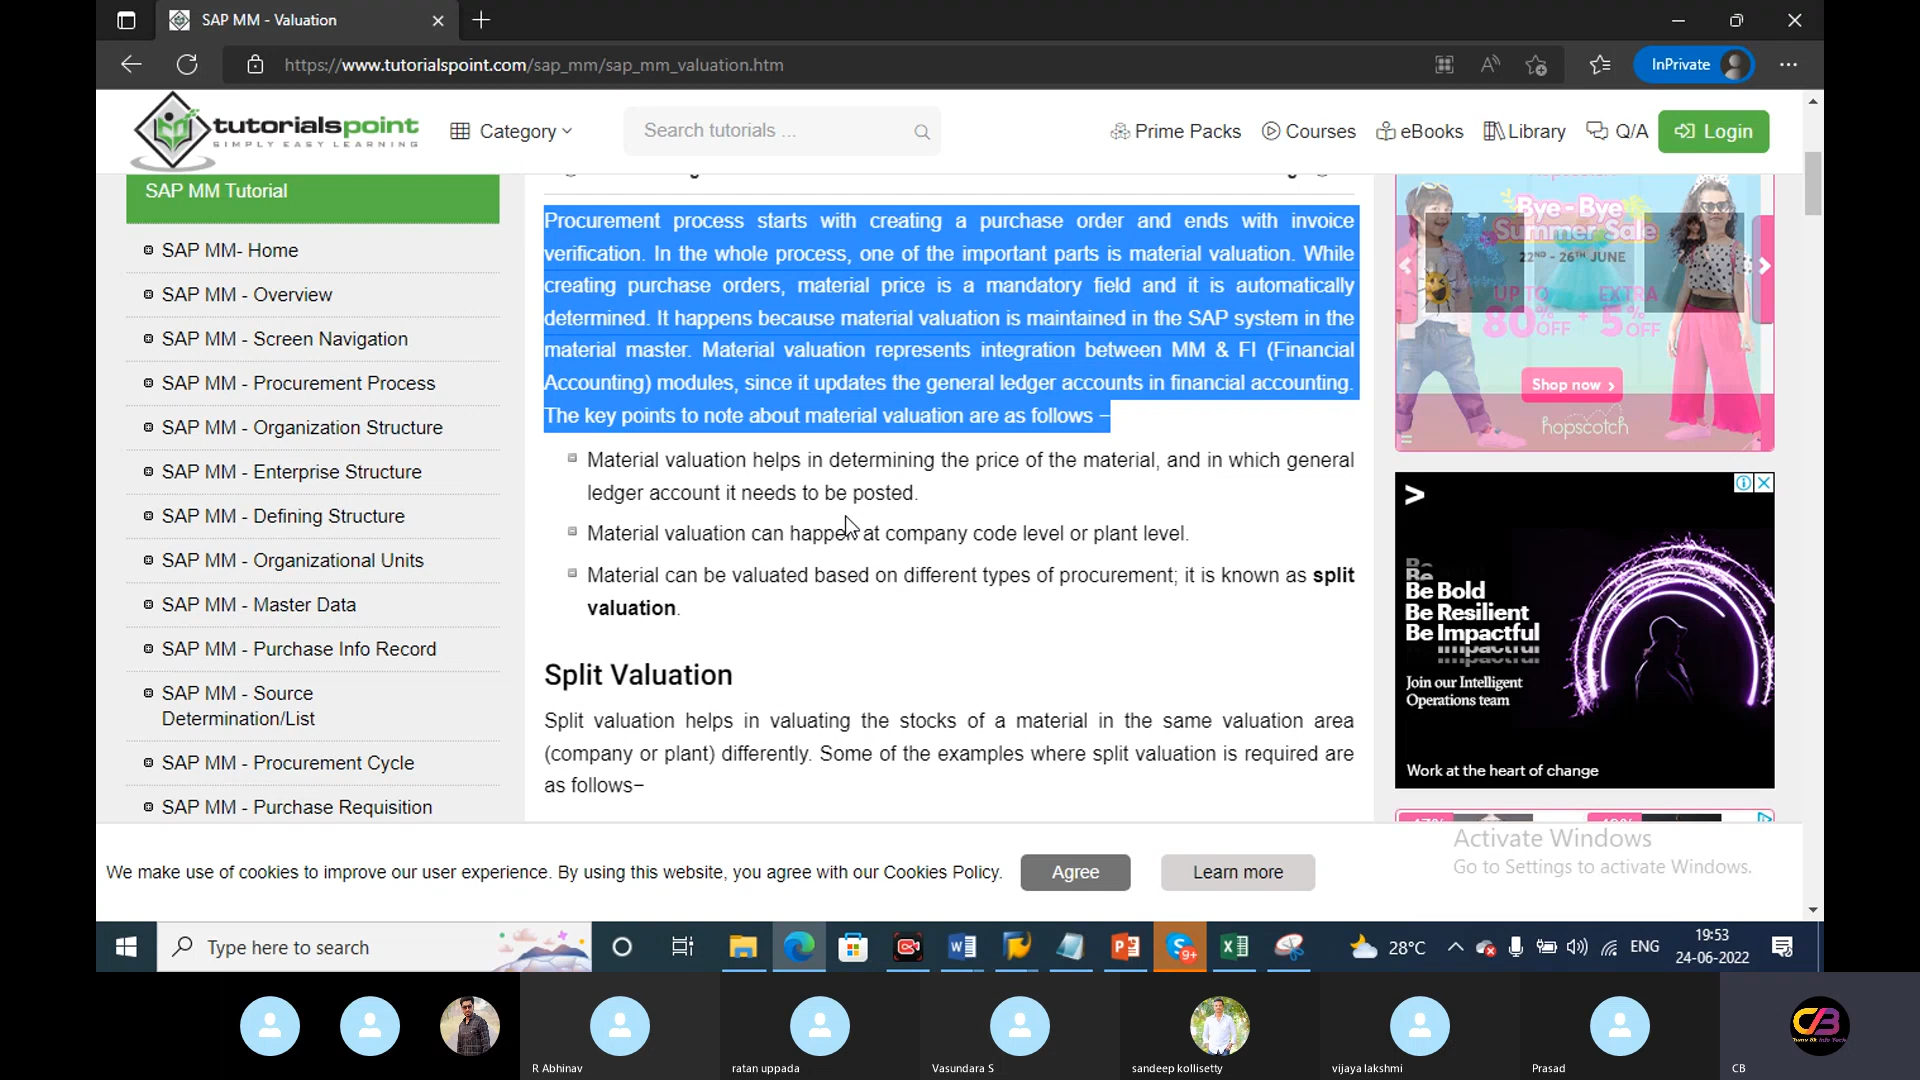 SAP MM - Valuation
https://www.tutorialspoint.com/sap_mm/sap_mm_valuation.htm
InPrivate
tutorialspoint
SIMPLY EASY LEARNING
Category
Search tutorials ...
Prime Packs
Courses
eBooks
Library
Q/A
Login
SAP MM Tutorial
SAP MM- Home
SAP MM - Overview
SAP MM - Screen Navigation
SAP MM - Procurement Process
SAP MM - Organization Structure
SAP MM - Enterprise Structure
SAP MM - Defining Structure
SAP MM - Organizational Units
SAP MM - Master Data
SAP MM - Purchase Info Record
SAP MM - Source
Determination/List
SAP MM - Procurement Cycle
SAP MM - Purchase Requisition
Procurement process starts with creating a purchase order and ends with invoice
verification. In the whole process, one of the important parts is material valuation. While
creating purchase orders, material price is a mandatory field and it is automatically
determined. It happens because material valuation is maintained in the SAP system in the
material master. Material valuation represents integration between MM & FI (Financial
Accounting) modules, since it updates the general ledger accounts in financial accounting.
The key points to note about material valuation are as follows −
Material valuation helps in determining the price of the material, and in which general
ledger account it needs to be posted.
Material valuation can happen at company code level or plant level.
Material can be valuated based on different types of procurement; it is known as split
valuation.
Split Valuation
Split valuation helps in valuating the stocks of a material in the same valuation area
(company or plant) differently. Some of the examples where split valuation is required are
as follows−
Bye-Bye
Summer Sale
22ND - 26TH JUNE
UP TO EXTRA
80% OFF + 5% OFF
Shop now
hopscotch
Be Bold
Be Resilient
Be Impactful
Join our Intelligent
Operations team
Work at the heart of change
Activate Windows
Go to Settings to activate Windows.
We make use of cookies to improve our user experience. By using this website, you agree with our Cookies Policy.
Agree
Learn more
Type here to search
9+
28°C
ENG
19:53
24-06-2022
R Abhinav
ratan uppada
Vasundara S
sandeep kollisetty
vijaya lakshmi
Prasad
CB